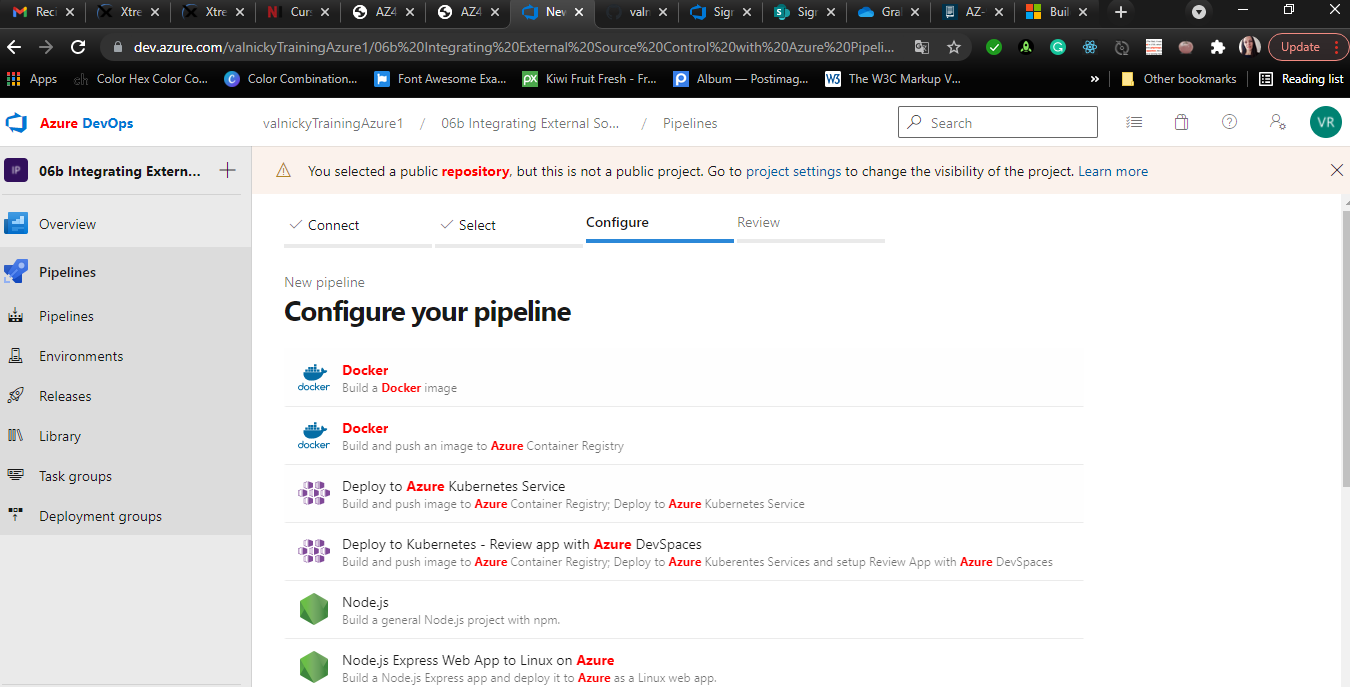 Reci
Xtre
Xtre
Curs
AZ4
AZ4
Nev
valn
Sigr
Sigr
Gral
AZ-
Buil
dev.azure.com/valnickyTrainingAzure1/06b%20Integrating%20External%20Source%20Control%20with%20Azure%20Pipeli...
Update
Apps
Color Hex Color Co...
Color Combination...
Font Awesome Exa...
Kiwi Fruit Fresh - Fr...
Album — Postimag...
The W3C Markup V...
»
Other bookmarks
Reading list
Azure DevOps
valnickyTrainingAzure1 / 06b Integrating External So... / Pipelines
Search
VR
IP
06b Integrating Extern...
You selected a public repository, but this is not a public project. Go to project settings to change the visibility of the project. Learn more
Overview
Pipelines
Pipelines
Environments
Releases
Library
Task groups
Deployment groups
Connect
Select
Configure
Review
New pipeline
Configure your pipeline
docker
Docker
Build a Docker image
docker
Docker
Build and push an image to Azure Container Registry
Deploy to Azure Kubernetes Service
Build and push image to Azure Container Registry; Deploy to Azure Kubernetes Service
Deploy to Kubernetes - Review app with Azure DevSpaces
Build and push image to Azure Container Registry; Deploy to Azure Kuberentes Services and setup Review App with Azure DevSpaces
Node.js
Build a general Node.js project with npm.
Node.js Express Web App to Linux on Azure
Build a Node.js Express app and deploy it to Azure as a Linux web app.